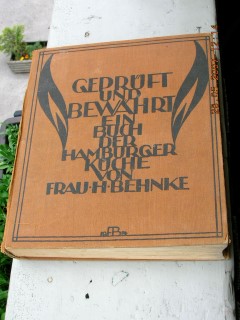 GEPRÜFT
UND
BEWÄHRT
EIN
BUCH
DER
HAMBURGER
KÜCHE
VON
FRAU·H·BEHNKE